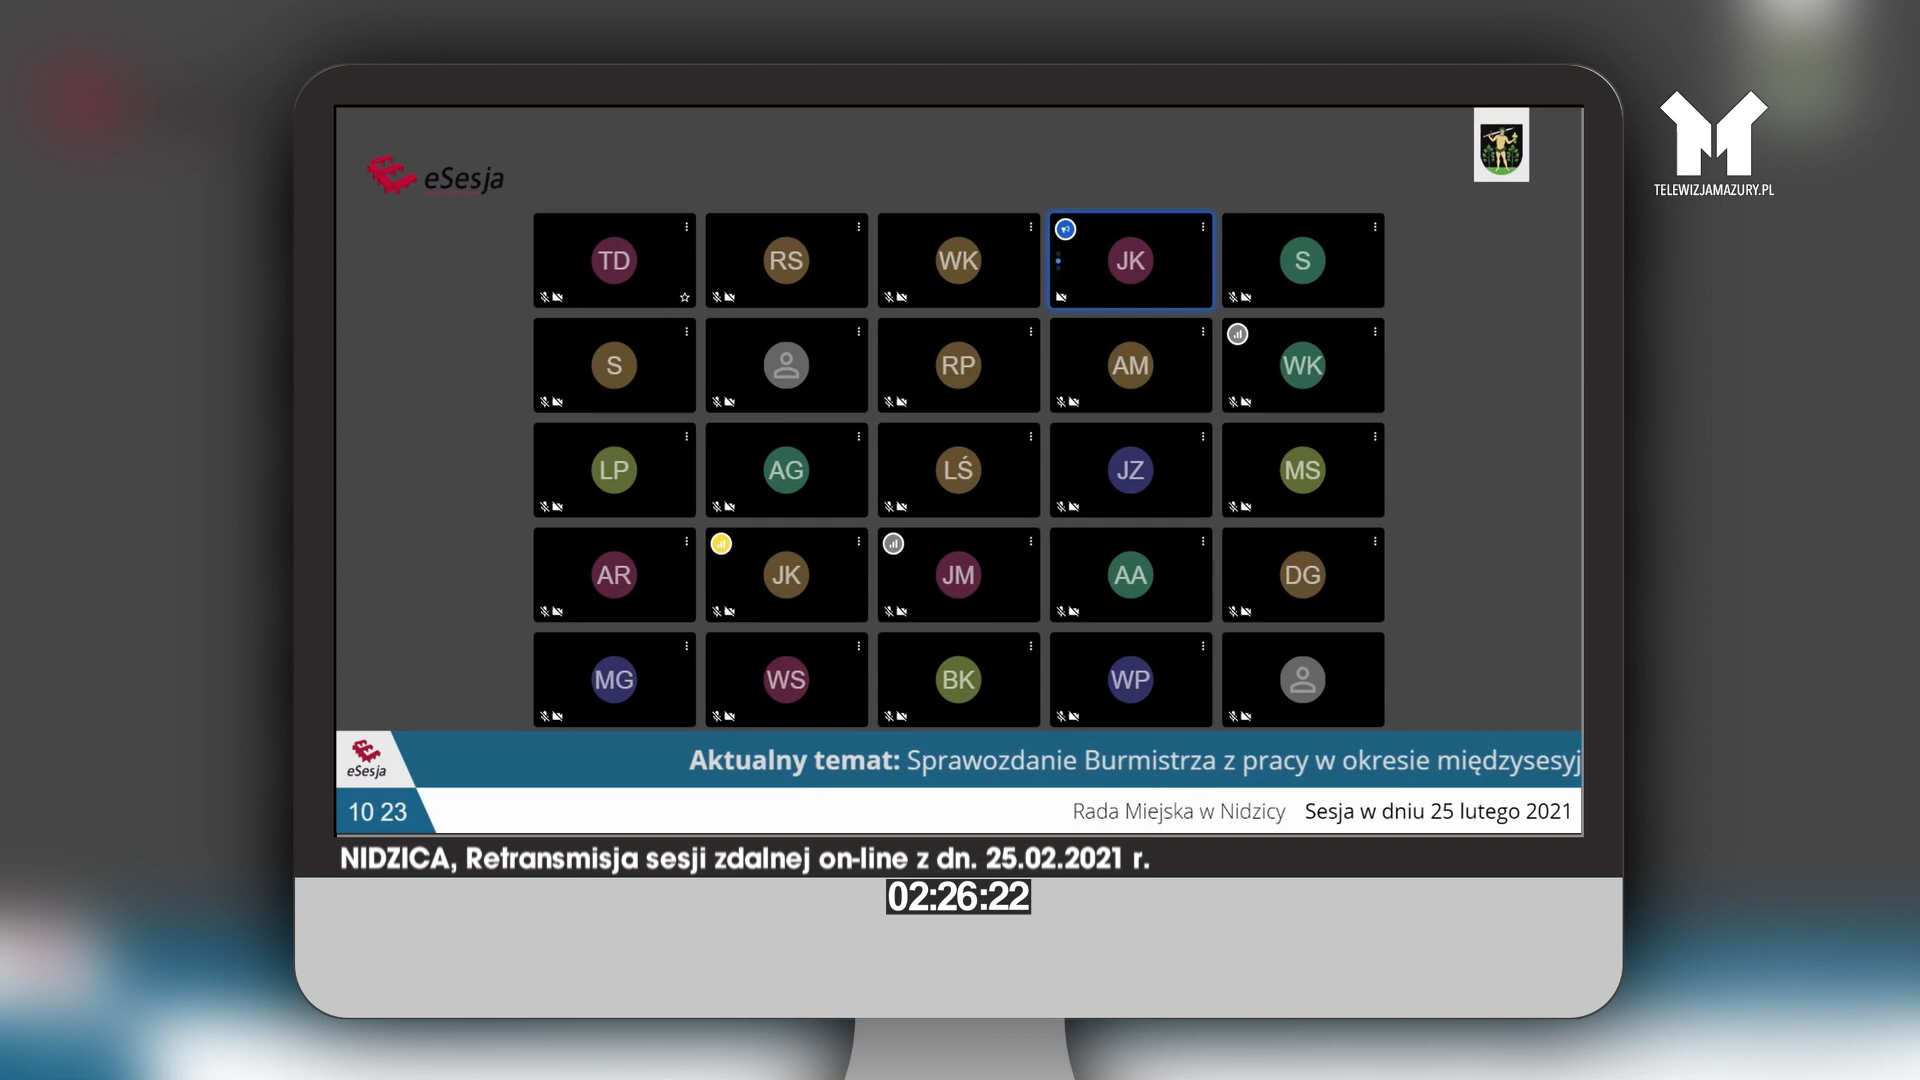 TELEWIZJAMAZURY.PL
eSesja
TD RS WK JK S
S RP AM WK
LP AG LŚ JZ MS
AR JK JM AA DG
MG WS BK WP
eSesja
Aktualny temat: Sprawozdanie Burmistrza z pracy w okresie międzysesyj
10 23
Rada Miejska w Nidzicy Sesja w dniu 25 lutego 2021
NIDZICA, Retransmisja sesji zdalnej on-line z dn. 25.02.2021 r.
02:26:22